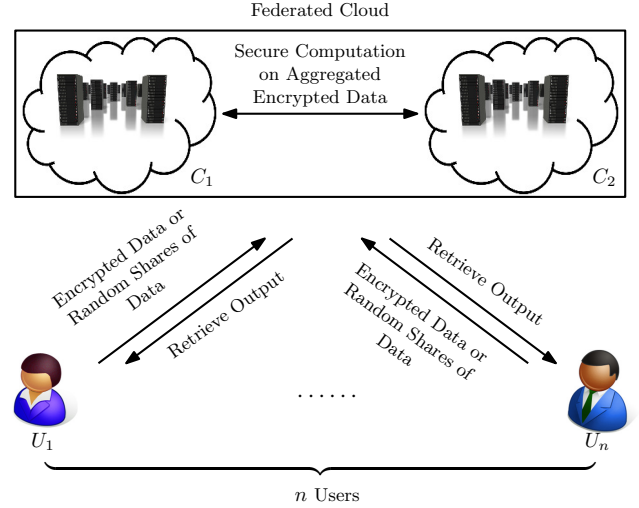 Federated Cloud
Secure Computation
on Aggregated
Encrypted Data
C1
C2
Encrypted Data or
Random Shares of
Data
Retrieve Output
Retrieve Output
Encrypted Data or
Random Shares of
Data
......
U1
Un
n Users